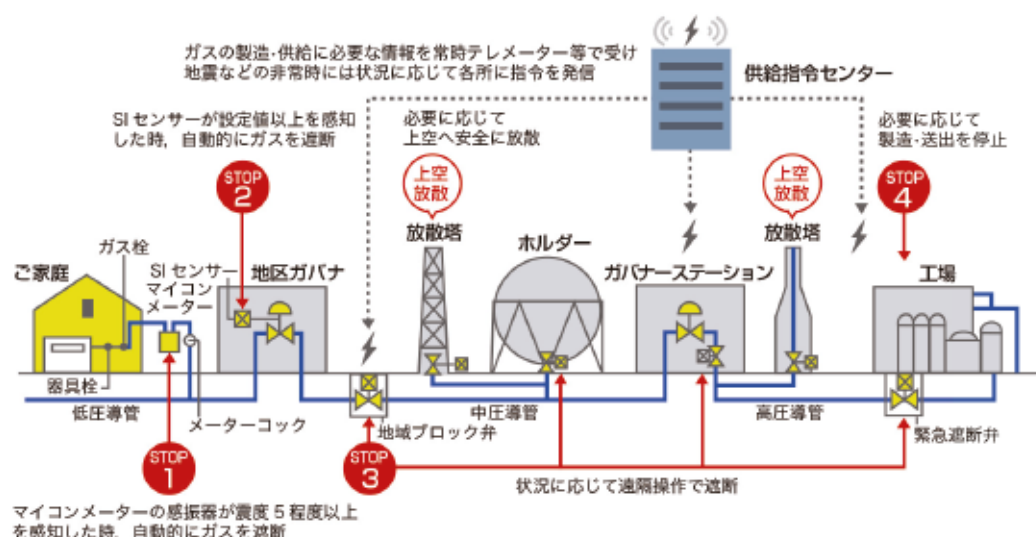 ガスの製造・供給に必要な情報を常時テレメーター等で受け
地震などの非常時には状況に応じて各所に指令を発信
供給指令センター
SIセンサーが設定値以上を感知
した時，自動的にガスを遮断
必要に応じて
上空へ安全に放散
必要に応じて
製造・送出を停止
STOP
2
上空
放散
上空
放散
STOP
4
放散塔
放散塔
ガス栓
ホルダー
ご家庭
SIセンサー
マイコン
メーター
地区ガバナ
ガバナーステーション
工場
器具栓
低圧導管
メーターコック
地域ブロック弁
中圧導管
高圧導管
緊急遮断弁
STOP
1
STOP
3
状況に応じて遠隔操作で遮断
マイコンメーターの感振器が震度5程度以上
を感知した時，自動的にガスを遮断